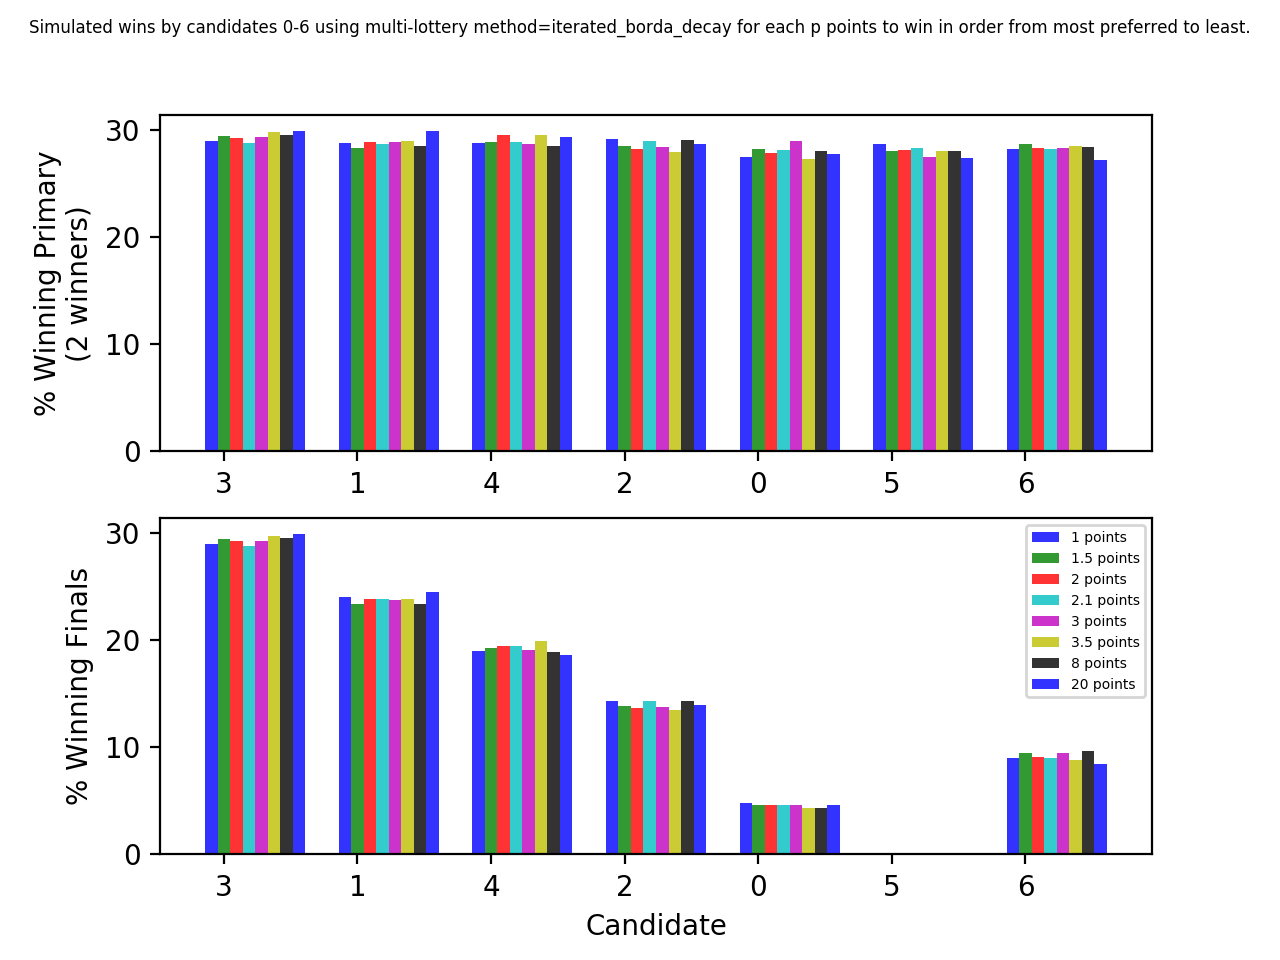 Simulated wins by candidates 0-6 using multi-lottery method=iterated_borda_decay for each p points to win in order from most preferred to least.
% Winning Primary
(2 winners)
30
20
10
0
3 1 4 2 0 5 6
% Winning Finals
30
20
10
0
1 points
1.5 points
2 points
2.1 points
3 points
3.5 points
8 points
20 points
3 1 4 2 0 5 6
Candidate